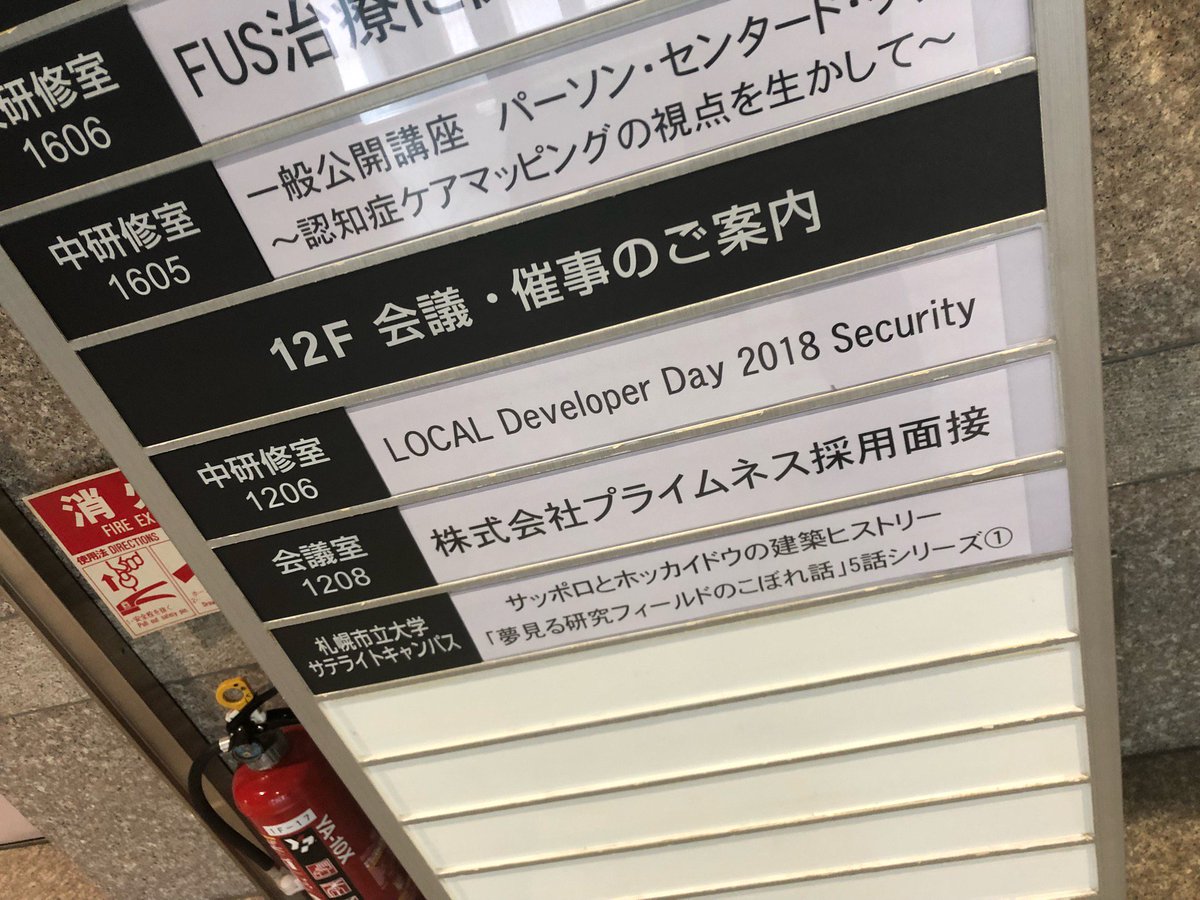 研修室
1606
FUS治療に
中研修室
1605
一般公開講座 パーソン・センタード・
～認知症ケアマッピングの視点を生かして～
12F 会議・催事のご案内
中研修室
1206
LOCAL Developer Day 2018 Security
会議室
1208
株式会社プライムネス採用面接
札幌市立大学
サテライトキャンパス
サッポロとホッカイドウの建築ヒストリー
「夢見る研究フィールドのこぼれ話」5話シリーズ①
消
FIRE EX
使用法 DIRECTIONS
1F-17
YA-10X